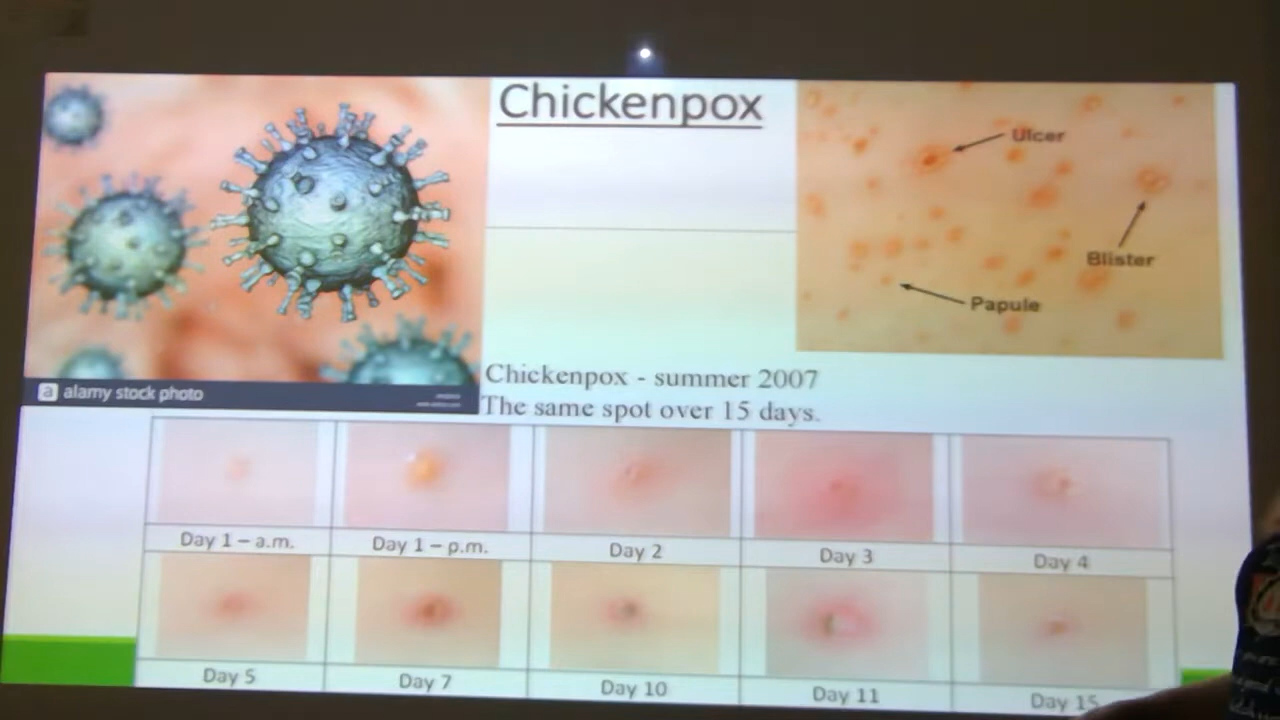 Chickenpox
Ulcer
Blister
Papule
a alamy stock photo
Chickenpox - summer 2007
The same spot over 15 days.
Day 1 – a.m.
Day 1 – p.m.
Day 2
Day 3
Day 4
Day 5
Day 7
Day 10
Day 11
Day 15